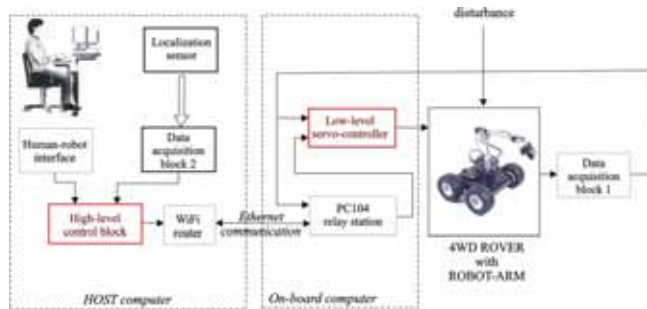 disturbance
Localization
sensor
Low-level
servo-controller
Human-robot
interface
Data
acquisition
block 2
Data
acquisition
block 1
High-level
control block
WiFi
router
Ethernet
communication
PC104
relay station
4WD ROVER
with
ROBOT-ARM
HOST computer
On-board computer